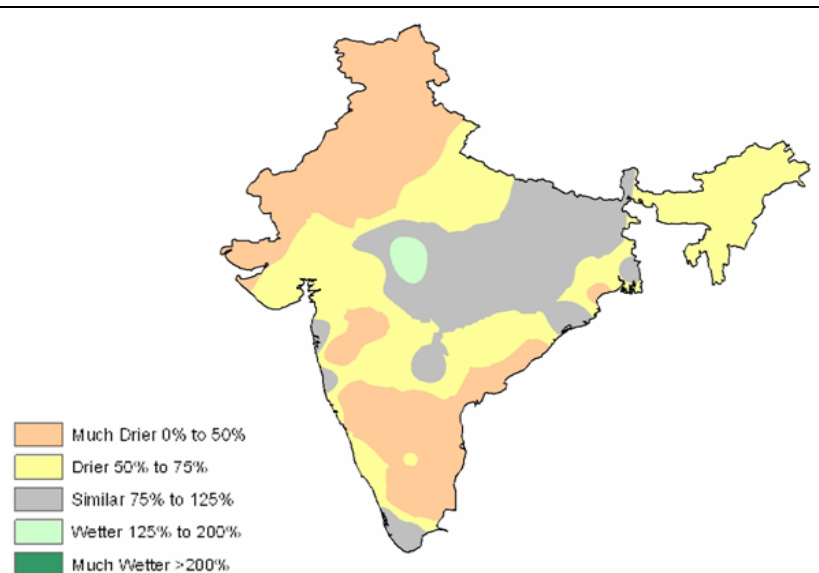 Much Drier 0% to 50%
Drier 50% to 75%
Similar 75% to 125%
Wetter 125% to 200%
Much Wetter >200%